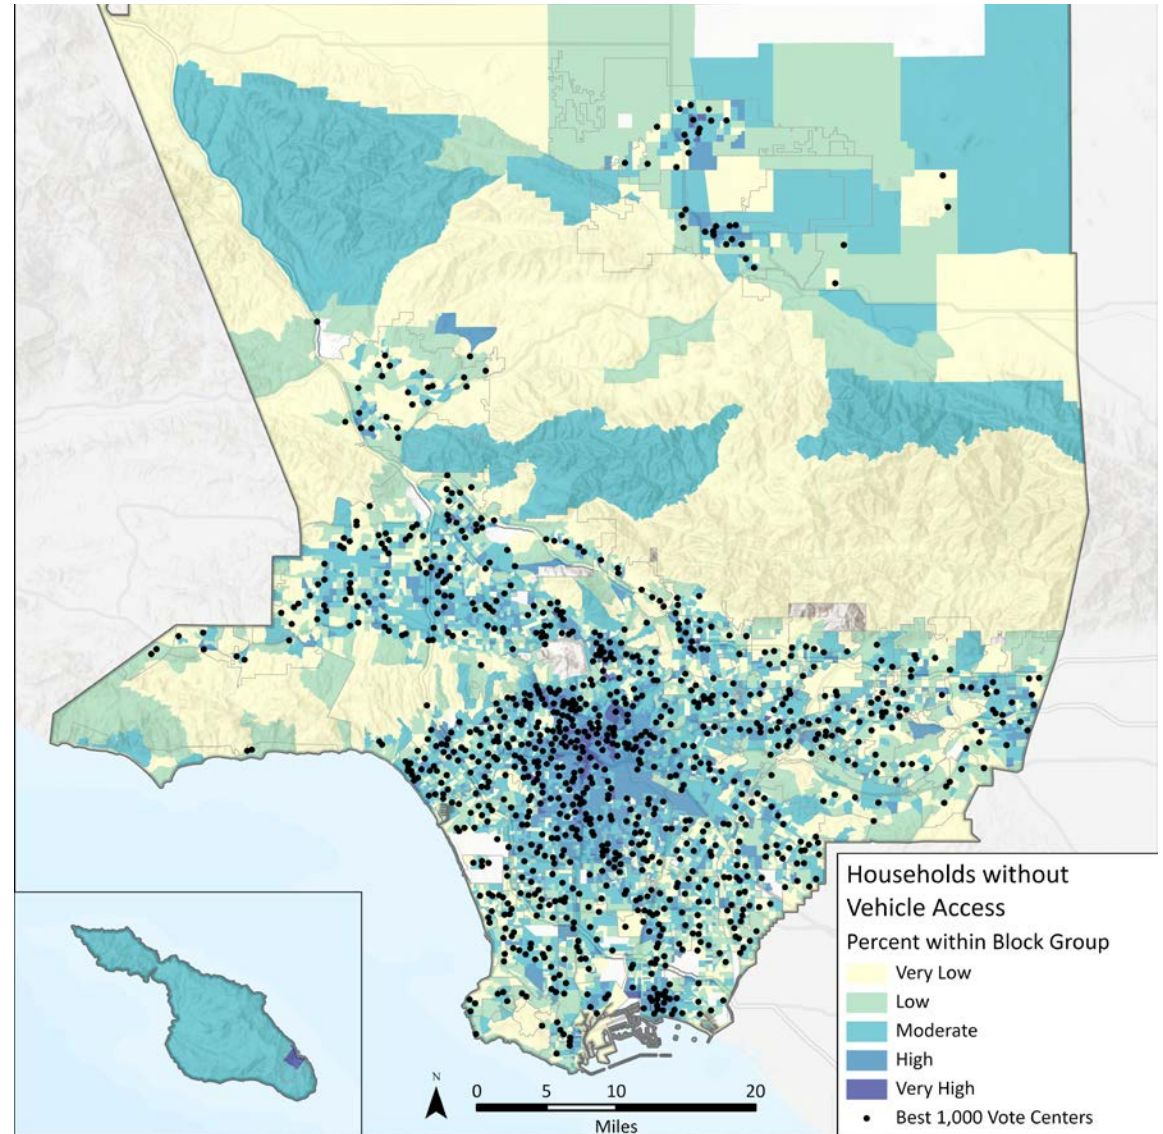 Households without
Vehicle Access
Percent within Block Group
Very Low
Low
Moderate
High
Very High
Best 1,000 Vote Centers
N
0 5 10 20
Miles